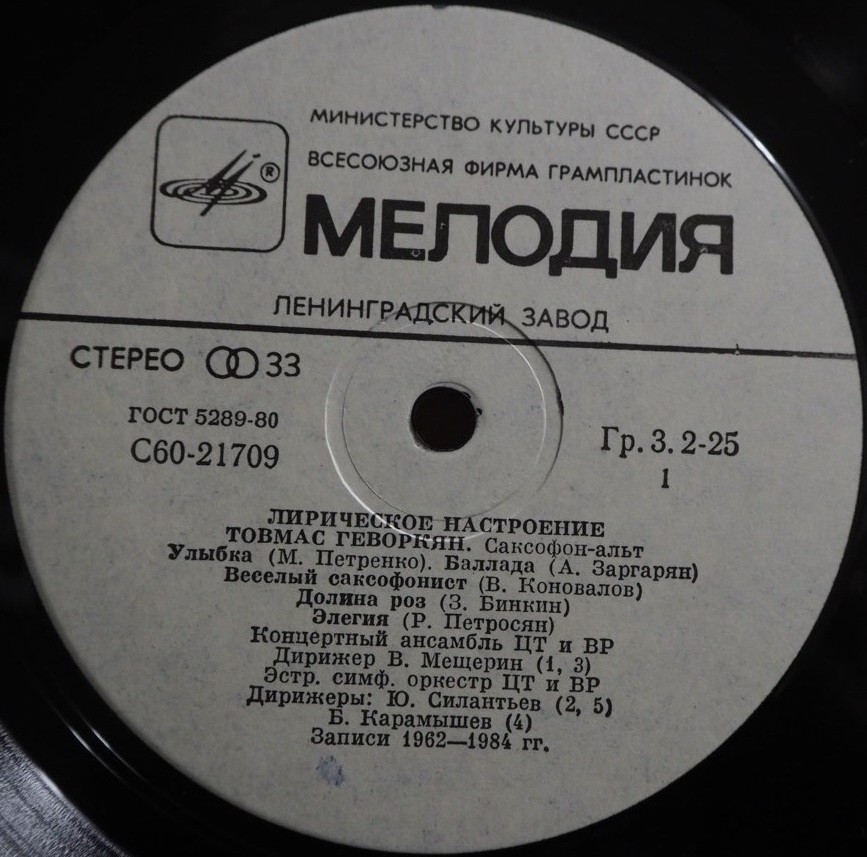 МИНИСТЕРСТВО КУЛЬТУРЫ СССР
ВСЕСОЮЗНАЯ ФИРМА ГРАМПЛАСТИНОК
®
МЕЛОДИЯ
ЛЕНИНГРАДСКИЙ ЗАВОД
СТЕРЕО 33
ГОСТ 5289-80
С60-21709
Гр. 3. 2-25
1
ЛИРИЧЕСКОЕ НАСТРОЕНИЕ
ТОВМАС ГЕВОРКЯН. Саксофон-альт
Улыбка (М. Петренко). Баллада (А. Заргарян)
Веселый саксофонист (В. Коновалов)
Долина роз (З. Бинкин)
Элегия (Р. Петросян)
Концертный ансамбль ЦТ и ВР
Дирижер В. Мещерин (1, 3)
Эстр. симф. оркестр ЦТ и ВР
Дирижеры: Ю. Силантьев (2, 5)
Б. Карамышев (4)
Записи 1962—1984 гг.